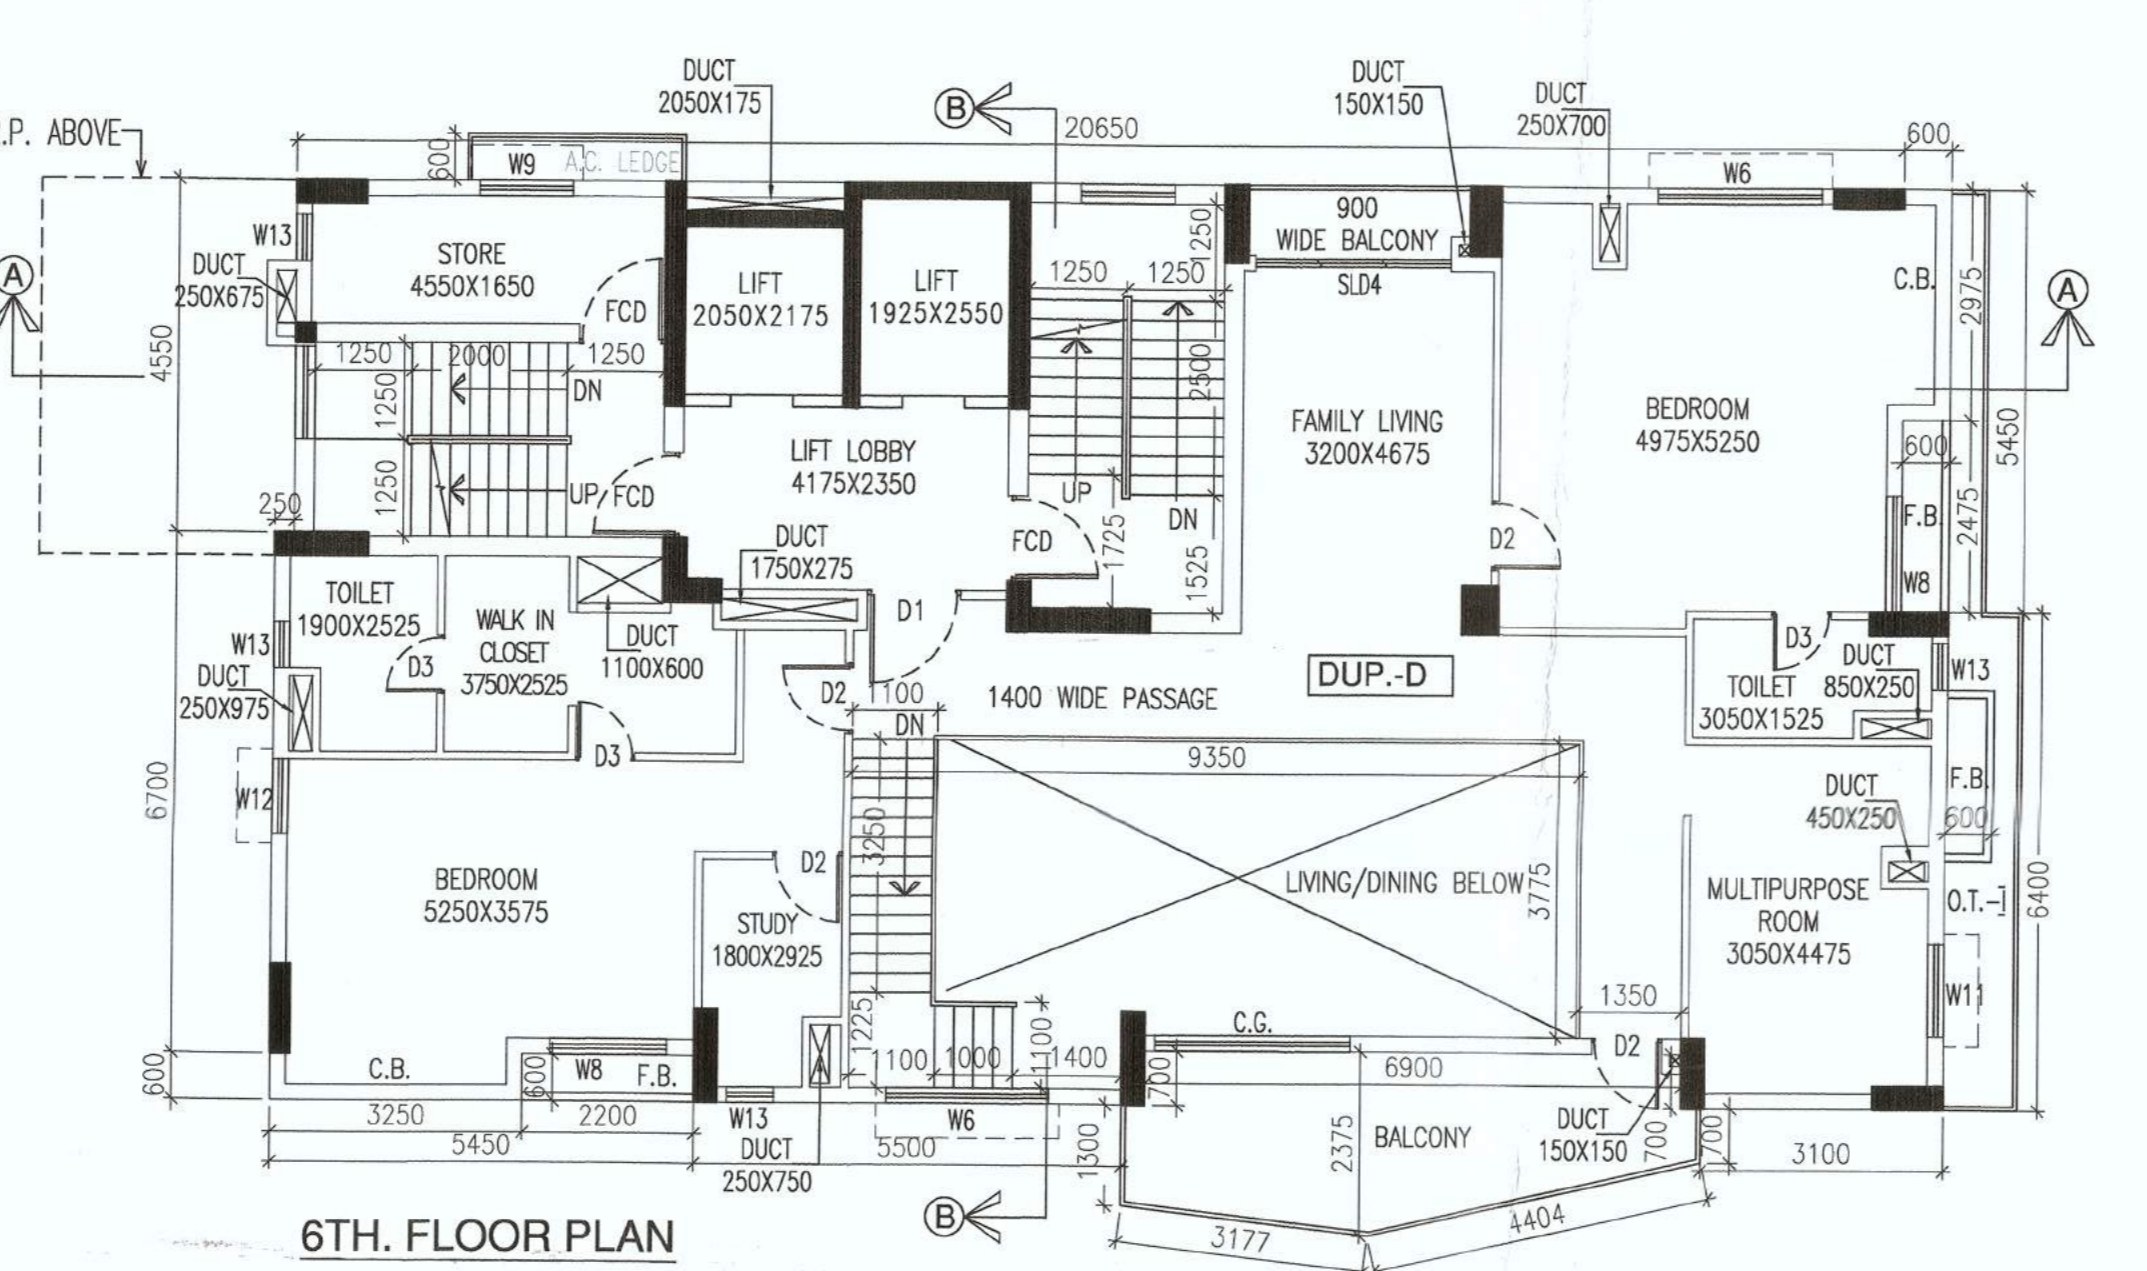 DUCT
2050X175
B
20650
DUCT
150X150
DUCT
250X700
600
.P. ABOVE
600
W9
A.C. LEDGE
W6
W13
STORE
4550X1650
DUCT
250X675
FCD
LIFT
2050X2175
LIFT
1925X2550
1250
1250
1250
900
WIDE BALCONY
SLD4
C.B.
2975
A
A
4550
1250
2000
1250
DN
1250
1250
UP
FCD
250
LIFT LOBBY
4175X2350
2500
UP
DN
FAMILY LIVING
3200X4675
BEDROOM
4975X5250
5450
600
F.B.
2475
W8
DUCT
1750X275
FCD
1725
1525
D2
TOILET
1900X2525
WALK IN
CLOSET
3750X2525
D1
DUCT
1100X600
W13
D3
DUCT
250X975
D2
100
DN
1400 WIDE PASSAGE
DUP.-D
D3
DUCT
850X250
W13
TOILET
3050X1525
D3
6700
W12
9350
F.B.
DUCT
450X250
600
3250
BEDROOM
5250X3575
D2
STUDY
1800X2925
LIVING/DINING BELOW
3775
MULTIPURPOSE
ROOM
3050X4475
O.T.-I
6400
W11
1350
1225
C.G.
D2
600
C.B.
600
W8
F.B.
1100
1000
1100
1400
700
6900
3250
2200
W13
W6
5450
DUCT
250X750
5500
1300
2375
BALCONY
DUCT
150X150
700
700
3100
B
6TH. FLOOR PLAN
3177
4404